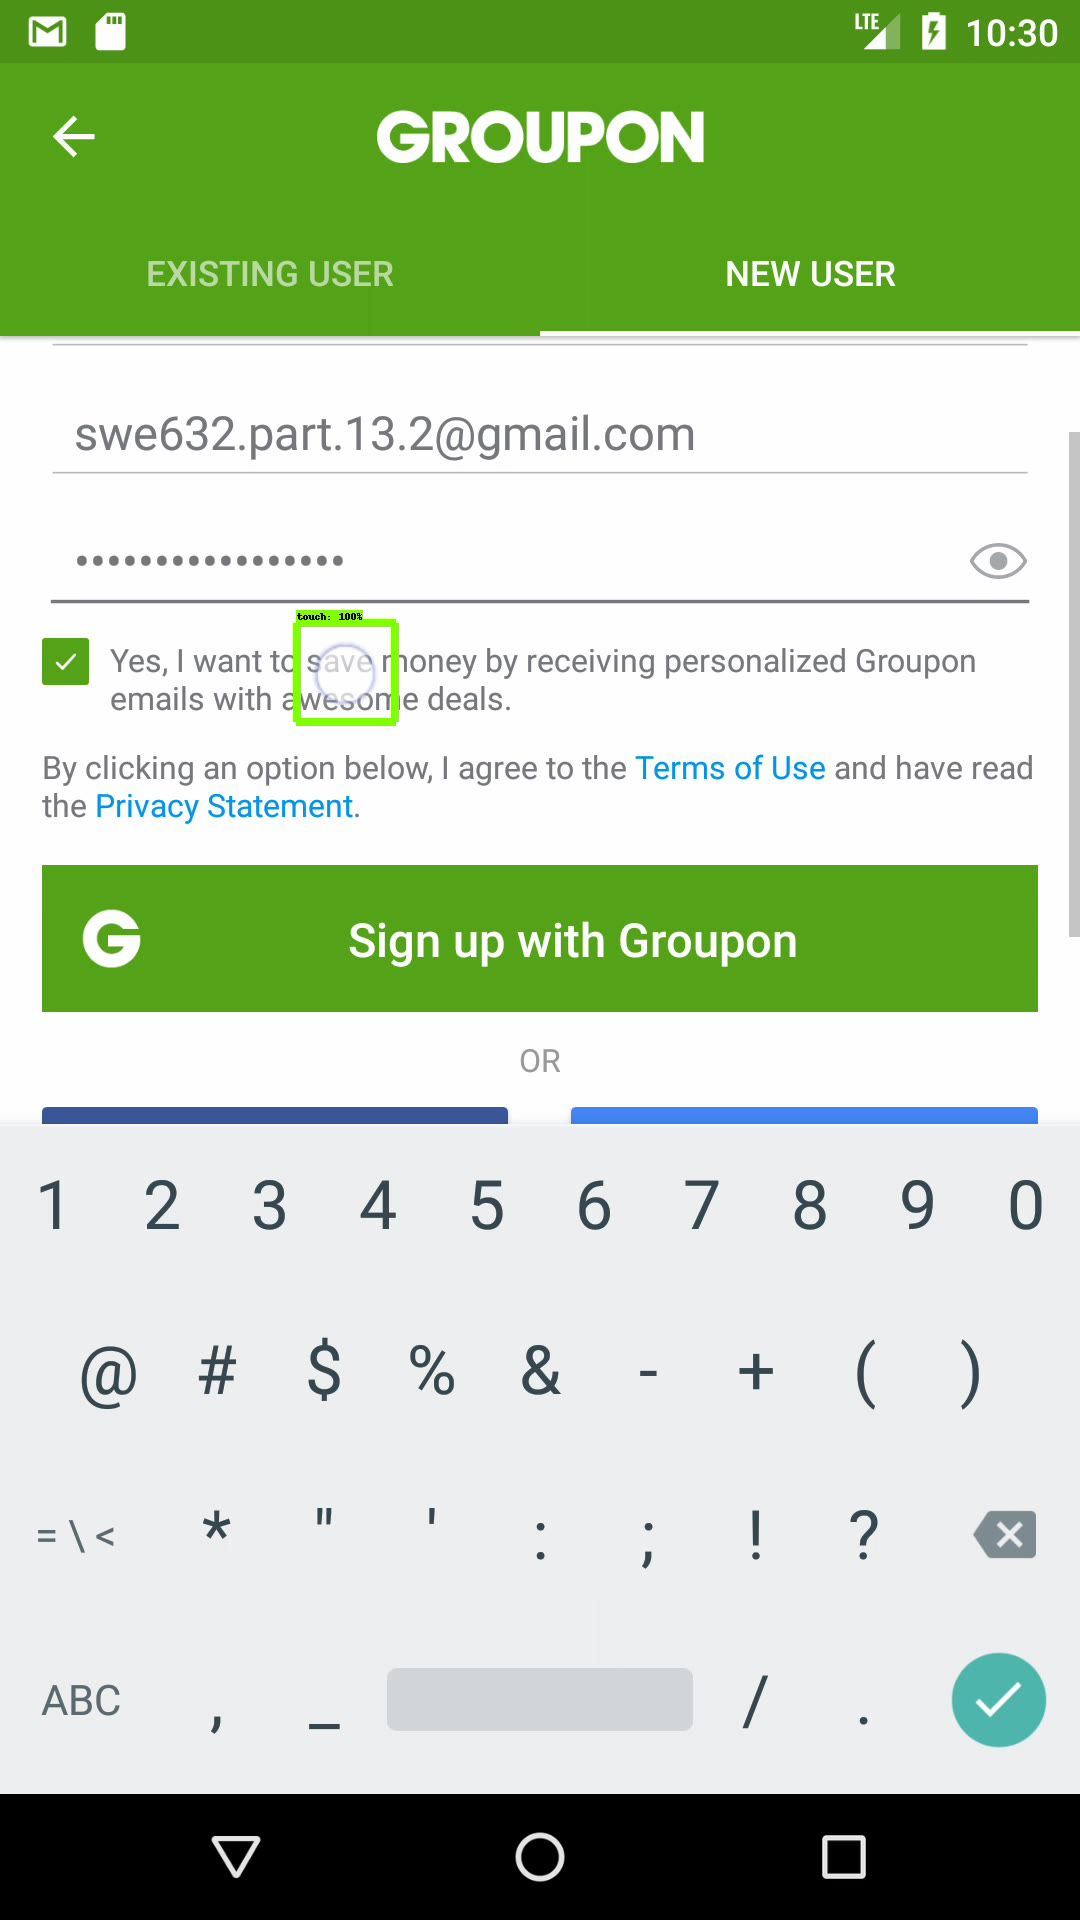 LTE 10:30
GROUPON
EXISTING USER NEW USER
swe632.part.13.2@gmail.com
•••••••••••••••••
touch: 100%
Yes, I want to save money by receiving personalized Groupon
emails with awesome deals.
By clicking an option below, I agree to the Terms of Use and have read
the Privacy Statement.
G Sign up with Groupon
OR
1 2 3 4 5 6 7 8 9 0
@ # $ % & - + ( )
= \ < * " ' : ; ! ?
ABC , _ / .